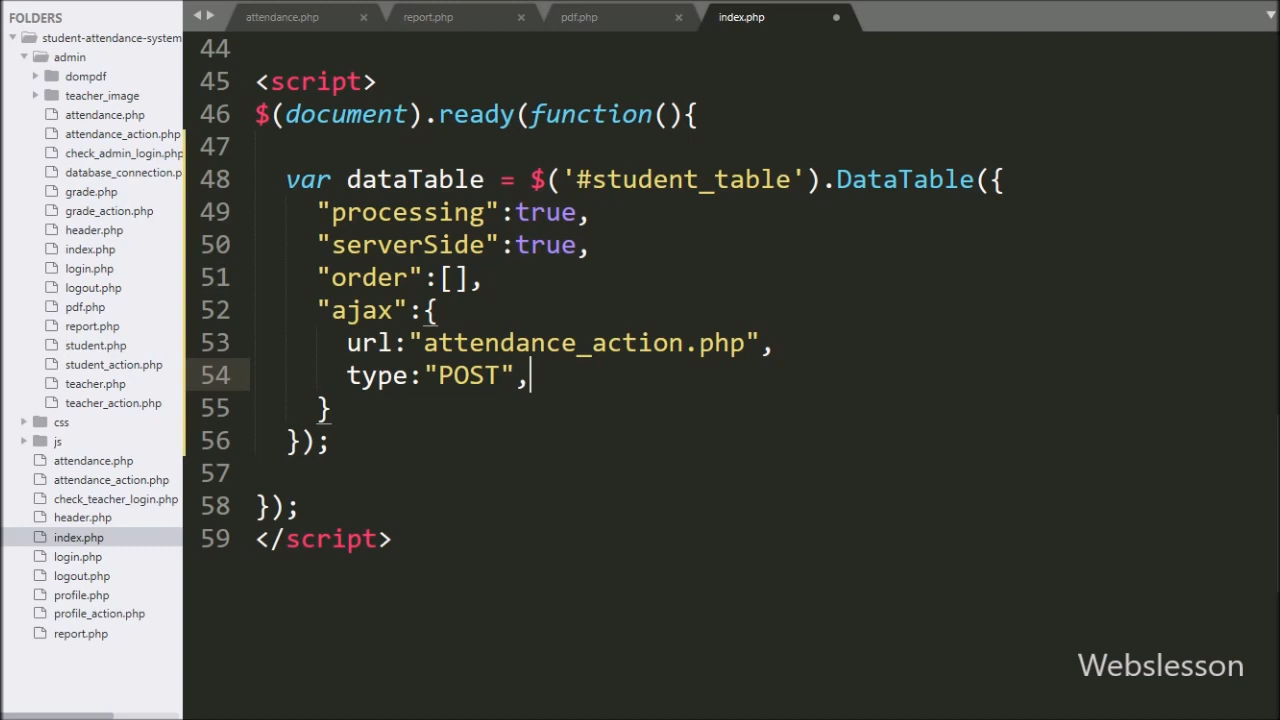 FOLDERS
student-attendance-system
admin
dompdf
teacher_image
attendance.php
attendance_action.php
check_admin_login.php
database_connection.p
grade.php
grade_action.php
header.php
index.php
login.php
logout.php
pdf.php
report.php
student.php
student_action.php
teacher.php
teacher_action.php
css
js
attendance.php
attendance_action.php
check_teacher_login.php
header.php
index.php
login.php
logout.php
profile.php
profile_action.php
report.php
attendance.php × report.php × pdf.php × index.php
44
45 <script>
46 $(document).ready(function(){
47
48 var dataTable = $('#student_table').DataTable({
49 "processing":true,
50 "serverSide":true,
51 "order":[],
52 "ajax":{
53 url:"attendance_action.php",
54 type:"POST",
55 }
56 });
57
58 });
59 </script>
Webslesson